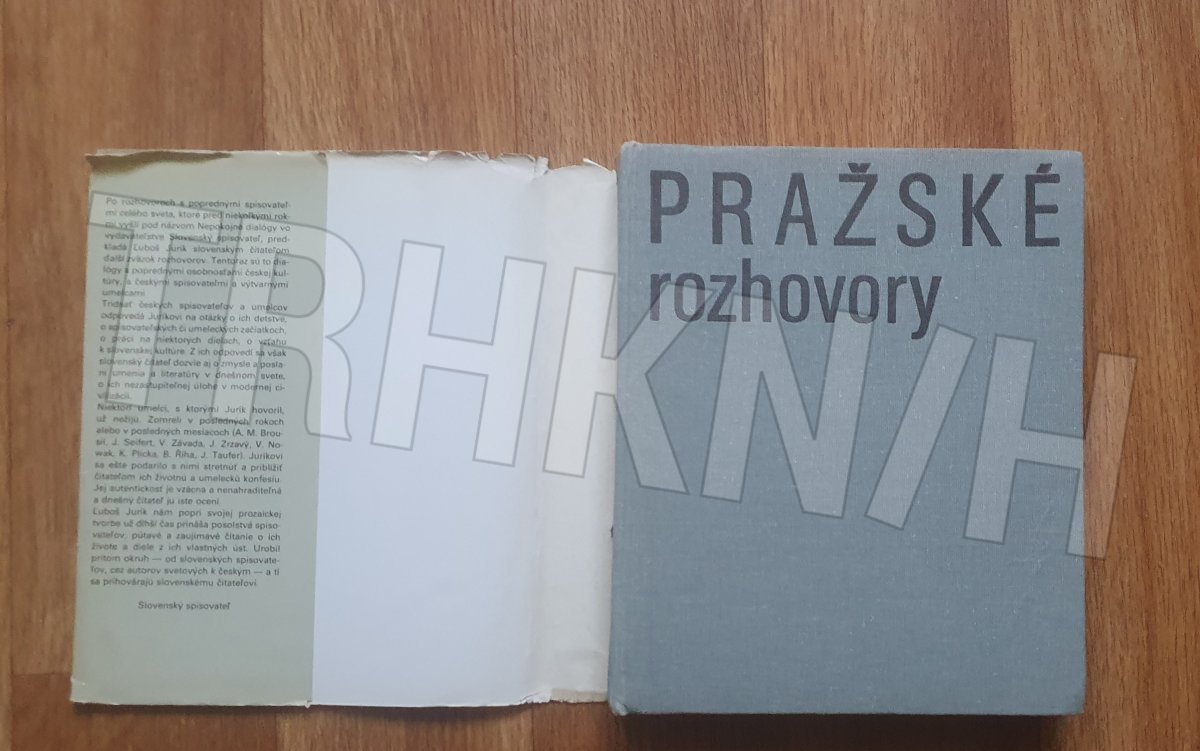 Po rozhovoroch s poprednými spisovateľ-
mi celého sveta, ktoré pred niekoľkými rok-
mi vyšli pod názvom Nepokojné dialógy vo
vydavateľstve Slovenský spisovateľ, pred-
kladá Ľuboš Jurík slovenským čitateľom
ďalší zväzok rozhovorov. Tentoraz sú to dia-
lógy s poprednými osobnosťami českej kul-
túry, s českými spisovateľmi a výtvarnými
umelcami.
Tridsať českých spisovateľov a umelcov
odpovedá Juríkovi na otázky o ich detstve,
o spisovateľských či umeleckých začiatkoch,
o práci na niektorých dielach, o vzťahu
k slovenskej kultúre. Z ich odpovedí sa však
slovenský čitateľ dozvie aj o zmysle a posla-
ní umenia a literatúry v dnešnom svete,
o ich nezastupiteľnej úlohe v modernej ci-
vilizácii.
Niektorí umelci, s ktorými Jurík hovoril,
už nežijú. Zomreli v posledných rokoch
alebo v posledných mesiacoch (A. M. Brou-
sil, J. Seifert, V. Závada, J. Zrzavý, V. No-
wak, K. Plicka, B. Říha, J. Taufer). Juríkovi
sa ešte podarilo s nimi stretnúť a priblížiť
čitateľom ich životnú a umeleckú konfesiu.
Jej autentickosť je vzácna a nenahraditeľná
a dnešný čitateľ ju iste ocení.
Ľuboš Jurík nám popri svojej prozaickej
tvorbe už dlhší čas prináša posolstvá spiso-
vateľov, pútavé a zaujímavé čítanie o ich
živote a diele z ich vlastných úst. Urobil
pritom okruh — od slovenských spisovate-
ľov, cez autorov svetových k českým — a tí
sa prihovárajú slovenskému čitateľovi.
Slovenský spisovateľ
PRAŽSKÉ
rozhovory
TRHKNIH